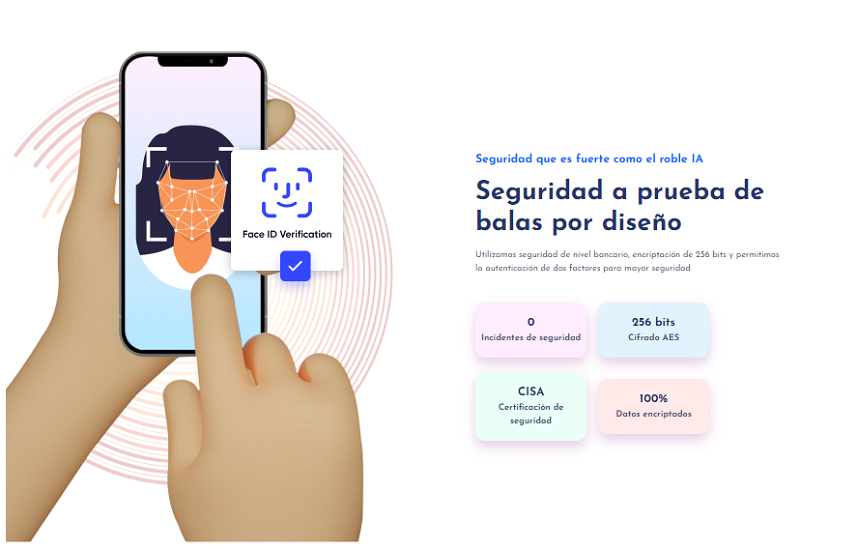 Seguridad que es fuerte como el roble IA
Seguridad a prueba de
balas por diseño
Utilizamos seguridad de nivel bancario, encriptación de 256 bits y permitimos
la autenticación de dos factores para mayor seguridad
Face ID Verification
0
Incidentes de seguridad
256 bits
Cifrado AES
CISA
Certificación de
seguridad
100%
Datos encriptados